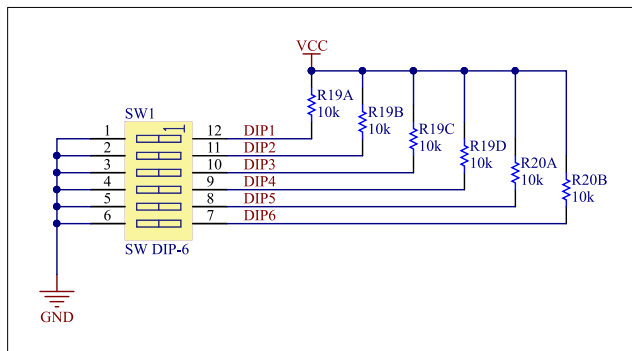 VCC
R19A
10k
R19B
10k
R19C
10k
R19D
10k
R20A
10k
R20B
10k
SW1
1
1 12 DIP1
2 11 DIP2
3 10 DIP3
4 9 DIP4
5 8 DIP5
6 7 DIP6
SW DIP-6
GND